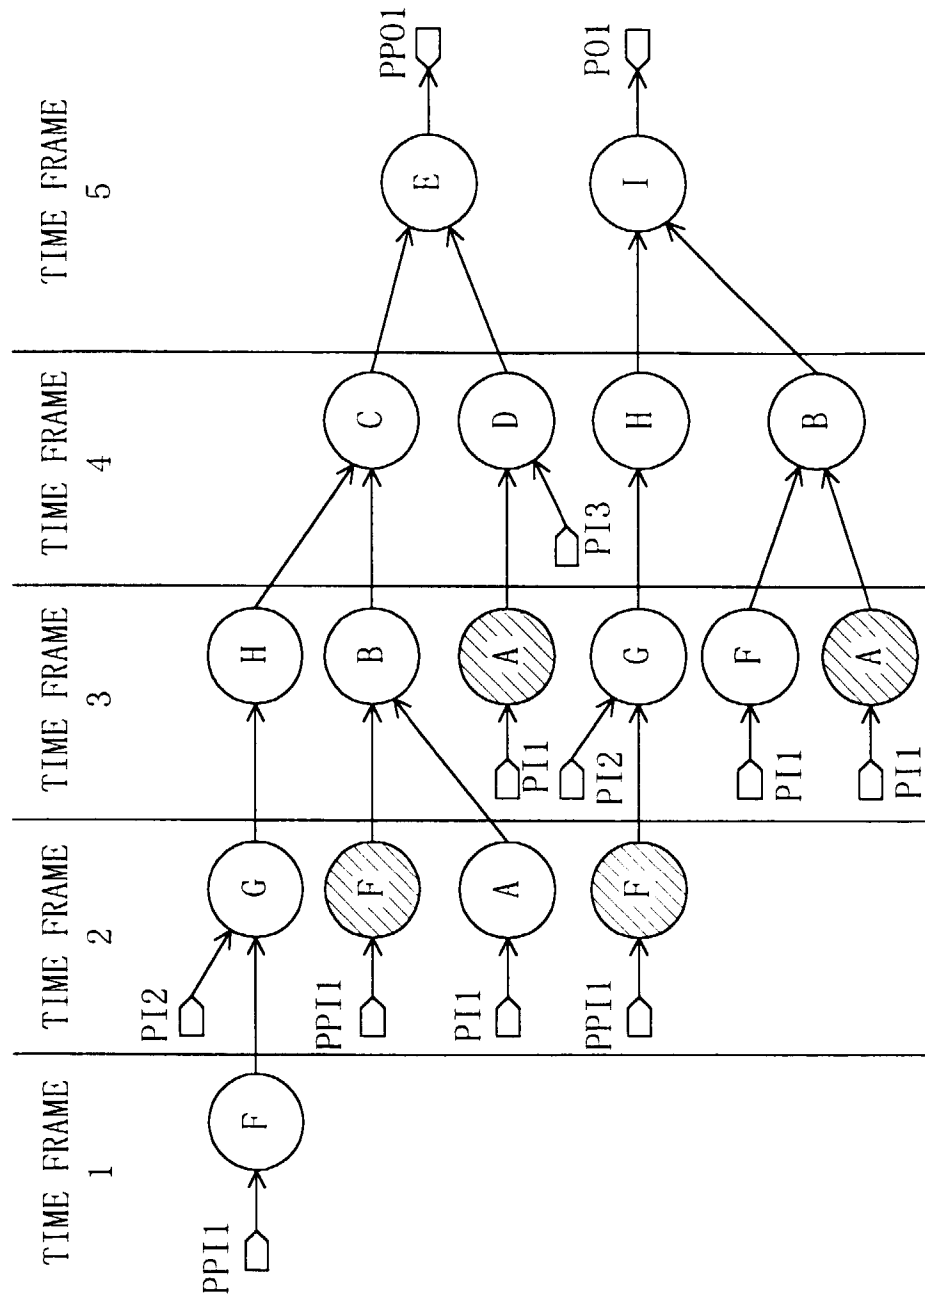 TIME FRAME 1
TIME FRAME 2
TIME FRAME 3
TIME FRAME 4
TIME FRAME 5
PI2
PPI1
F
G
H
PPI1
F
B
C
PPO1
E
PI1
A
A
D
PI1
PI3
PPI1
PI2
PO1
F
G
H
I
F
PI1
B
A
PI1